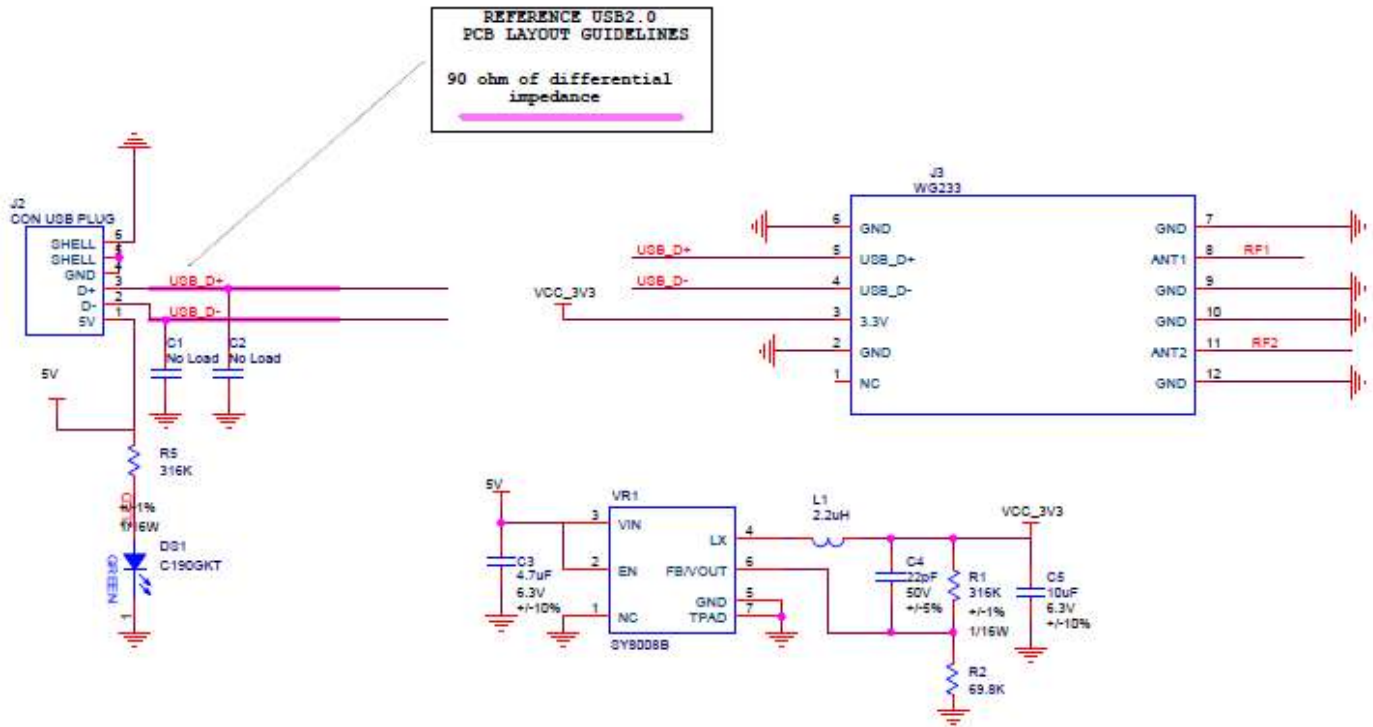 REFERENCE USB2.0
PCB LAYOUT GUIDELINES
90 ohm of differential
impedance
J2
CON USB PLUG
SHELL
6
SHELL
5
GND
4
D+
3
D-
2
5V
1
USB_D+
USB_D-
C1
No Load
C2
No Load
5V
R5
316K
+/-1%
1/16W
DS1
C190GKT
GREEN
1
J3
WG233
6
GND
USB_D+
5
USB_D+
USB_D-
4
USB_D-
VCC_3V3
3
3.3V
2
GND
1
NC
GND
7
ANT1
8
RF1
GND
9
GND
10
ANT2
11
RF2
GND
12
5V
VR1
3
VIN
2
EN
1
NC
LX
4
FB/VOUT
6
GND
5
TPAD
7
SY8008B
C3
4.7uF
6.3V
+/-10%
L1
2.2uH
VCC_3V3
C4
22pF
50V
+/-5%
R1
316K
+/-1%
1/16W
C5
10uF
6.3V
+/-10%
R2
69.8K